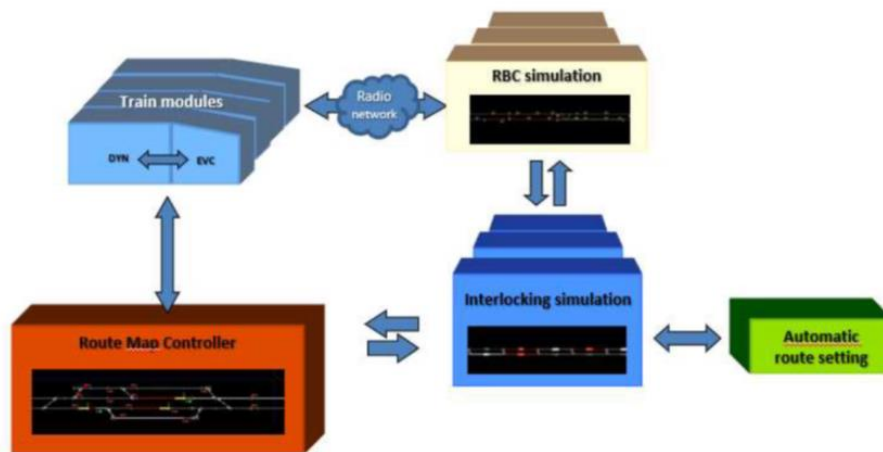 RBC simulation
Train modules
Radio
network
DYN
EVC
Interlocking simulation
Route Map Controller
Automatic
route setting